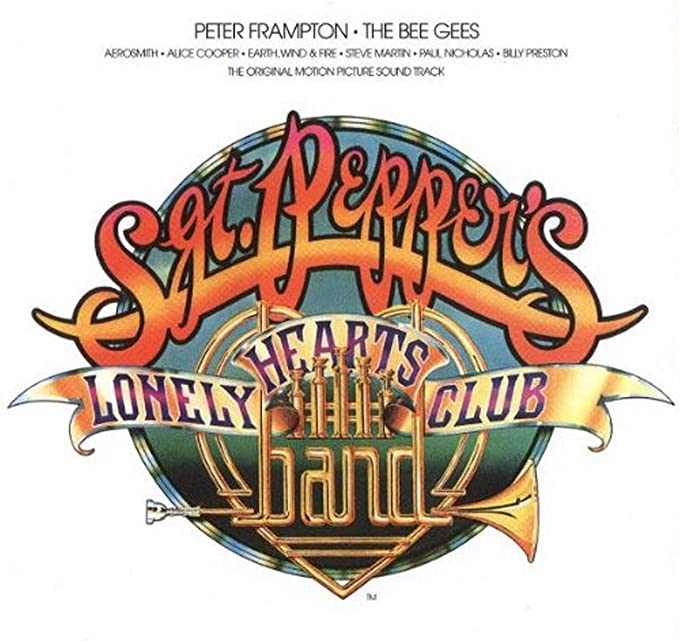 PETER FRAMPTON • THE BEE GEES
AEROSMITH • ALICE COOPER • EARTH, WIND & FIRE • STEVE MARTIN • PAUL NICHOLAS • BILLY PRESTON
THE ORIGINAL MOTION PICTURE SOUND TRACK
Sgt. PEPPER'S
LONELY HEARTS CLUB
band
TM